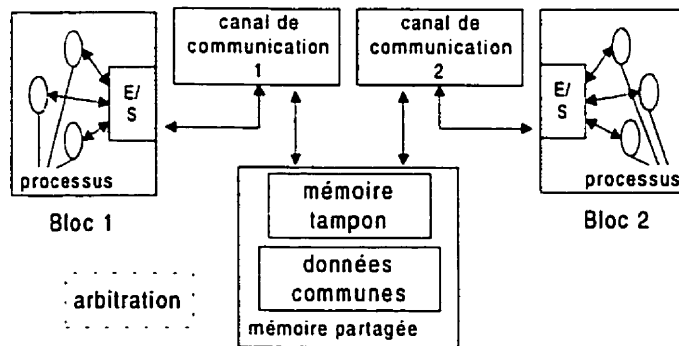 canal de
communication
1
canal de
communication
2
E/
S
processus
Bloc 1
E/
S
processus
Bloc 2
mémoire
tampon
données
communes
mémoire partagée
arbitration